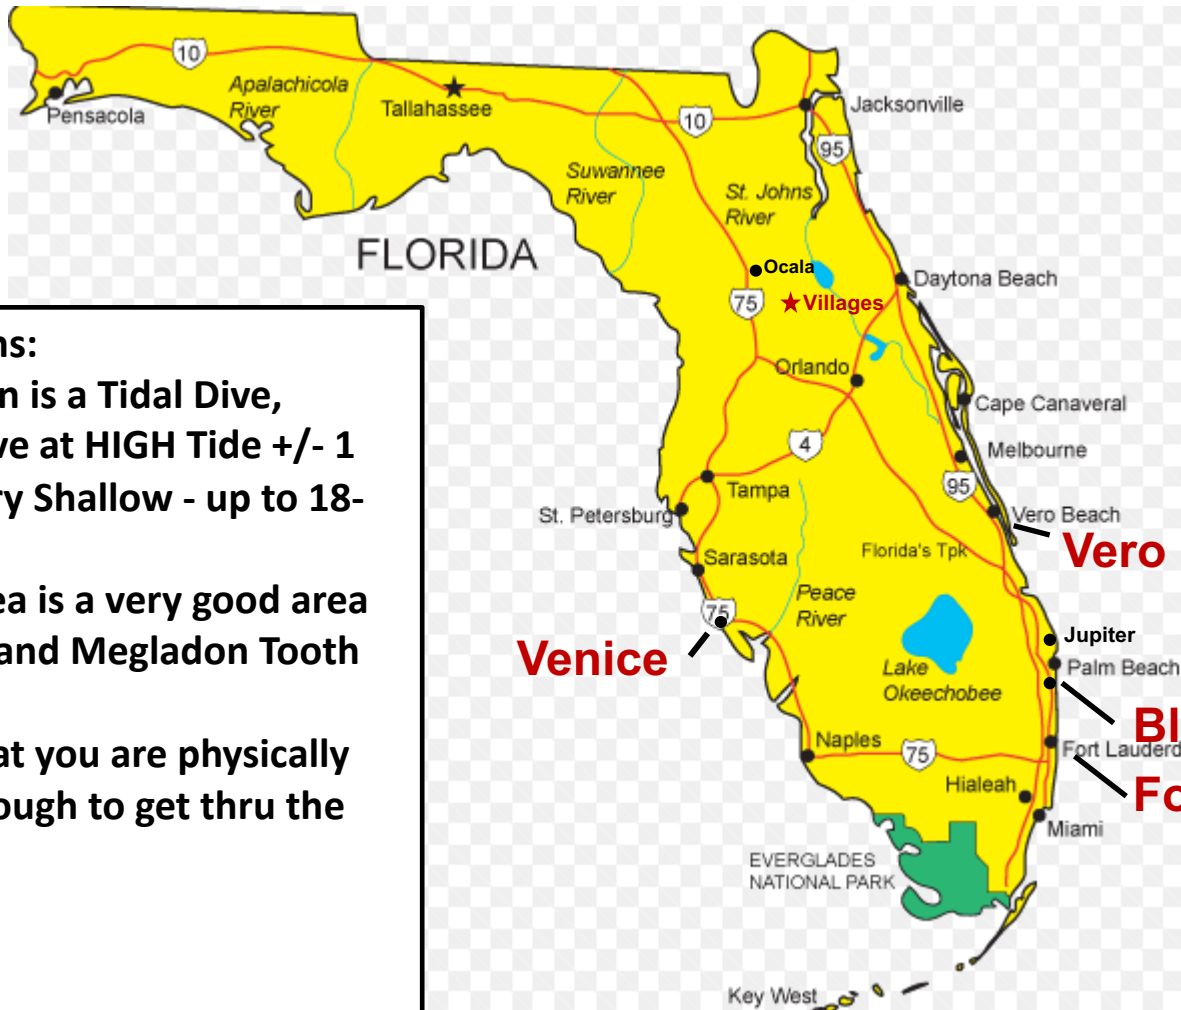 10
Apalachicola
River
Pensacola
Tallahassee
10
Jacksonville
95
Suwannee
River
St. Johns
River
FLORIDA
Ocala
Daytona Beach
75
Villages
Orlando
Cape Canaveral
4
Melbourne
95
Tampa
St. Petersburg
Vero Beach
Vero
Florida's Tpk
Sarasota
75
Peace
River
Venice
Jupiter
Palm Beach
Lake
Okeechobee
Bl
Naples
75
Fort Lauderd
Hialeah
Fo
Miami
EVERGLADES
NATIONAL PARK
Key West
ns:
n is a Tidal Dive,
ve at HIGH Tide +/- 1
ry Shallow - up to 18-
ea is a very good area
and Megladon Tooth
at you are physically
ough to get thru the